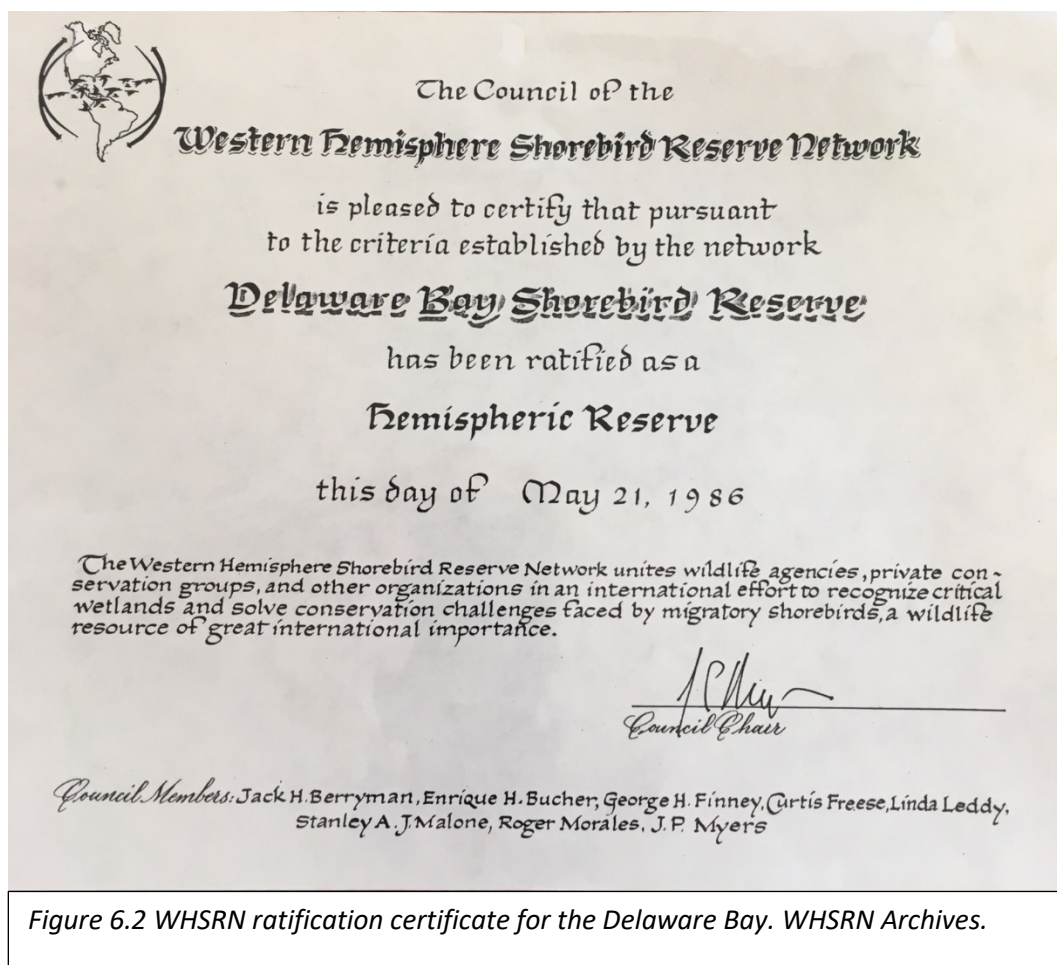 The Council of the
Western Hemisphere Shorebird Reserve Network
is pleased to certify that pursuant
to the criteria established by the network
Delaware Bay Shorebird Reserve
has been ratified as a
Hemispheric Reserve
this day of May 21, 1986
The Western Hemisphere Shorebird Reserve Network unites wildlife agencies, private con-
servation groups, and other organizations in an international effort to recognize critical
wetlands and solve conservation challenges faced by migratory shorebirds, a wildlife
resource of great international importance.
Council Chair
Council Members: Jack H. Berryman, Enrique H. Bucher, George H. Finney, Curtis Freese, Linda Leddy,
Stanley A. J. Malone, Roger Morales, J. P. Myers
Figure 6.2 WHSRN ratification certificate for the Delaware Bay. WHSRN Archives.